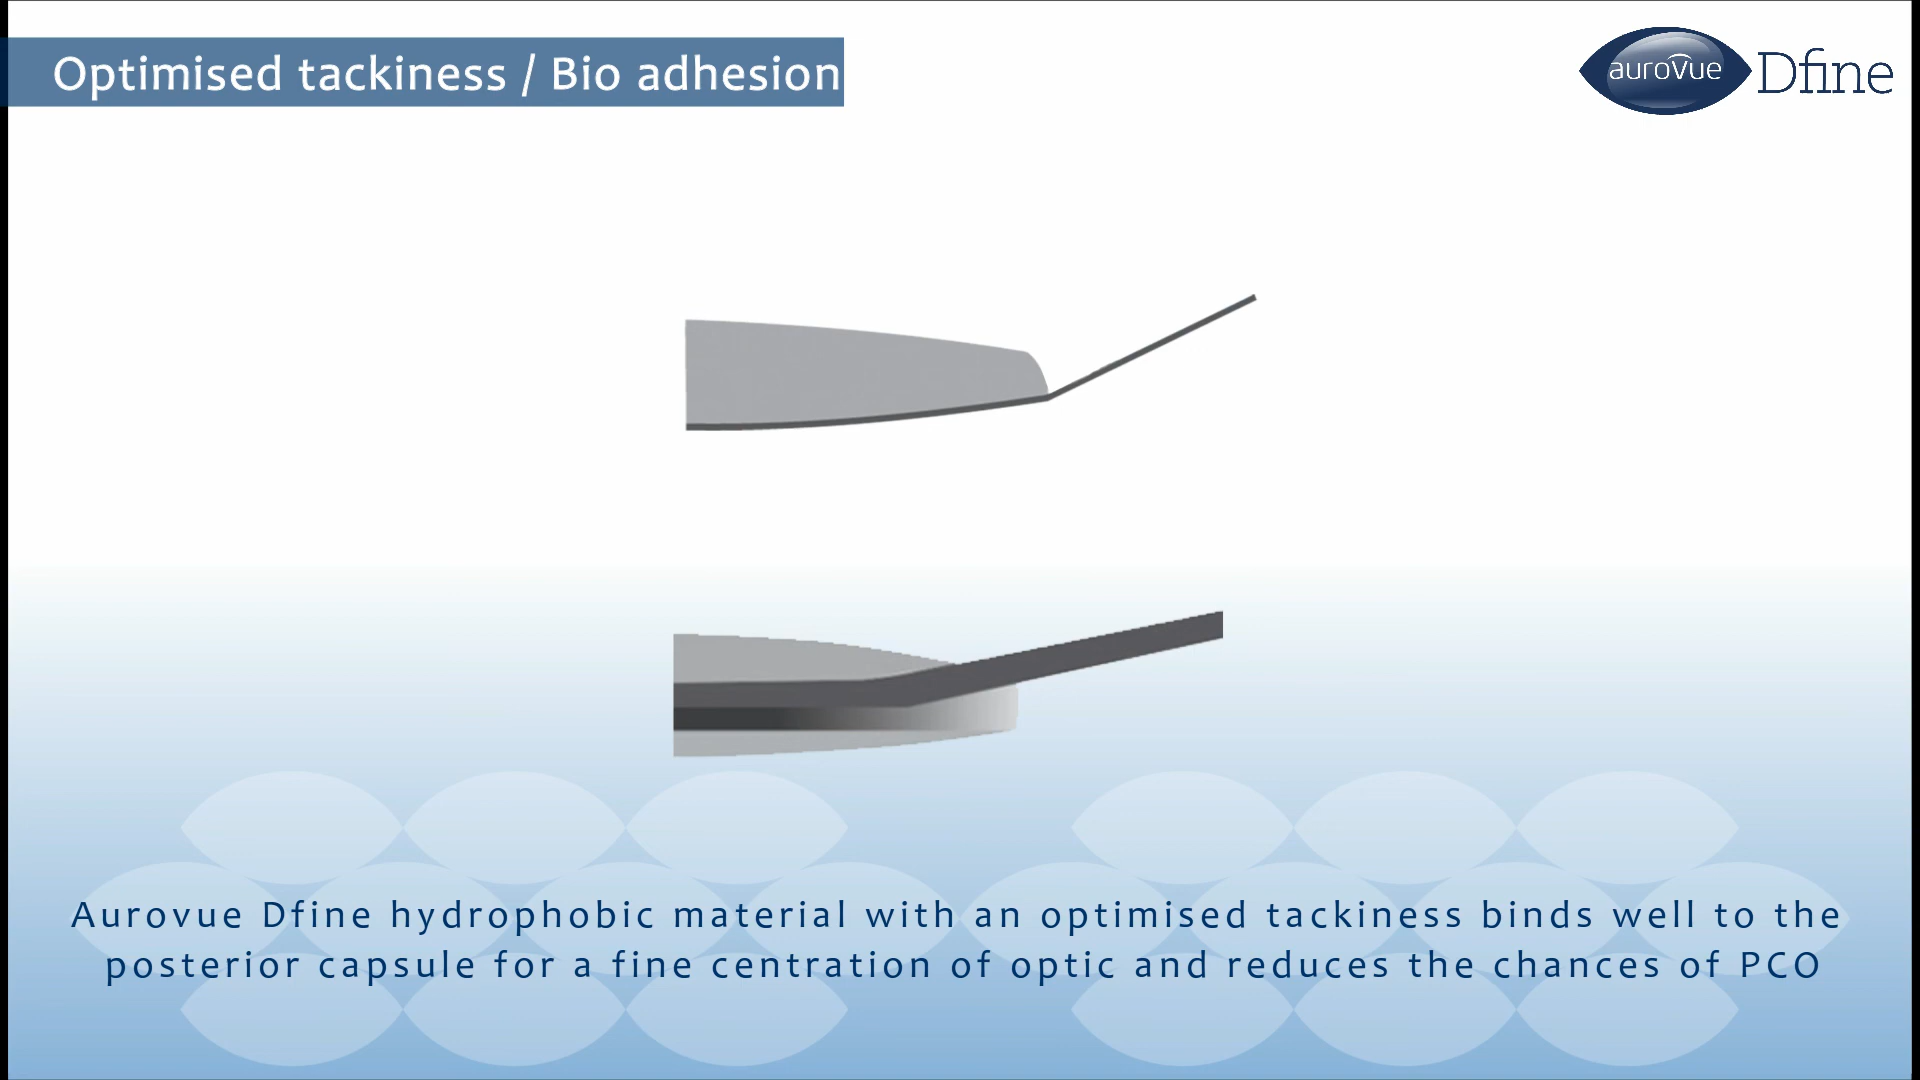 Optimised tackiness / Bio adhesion
auroVue Dfine
Aurovue Dfine hydrophobic material with an optimised tackiness binds well to the
posterior capsule for a fine centration of optic and reduces the chances of PCO